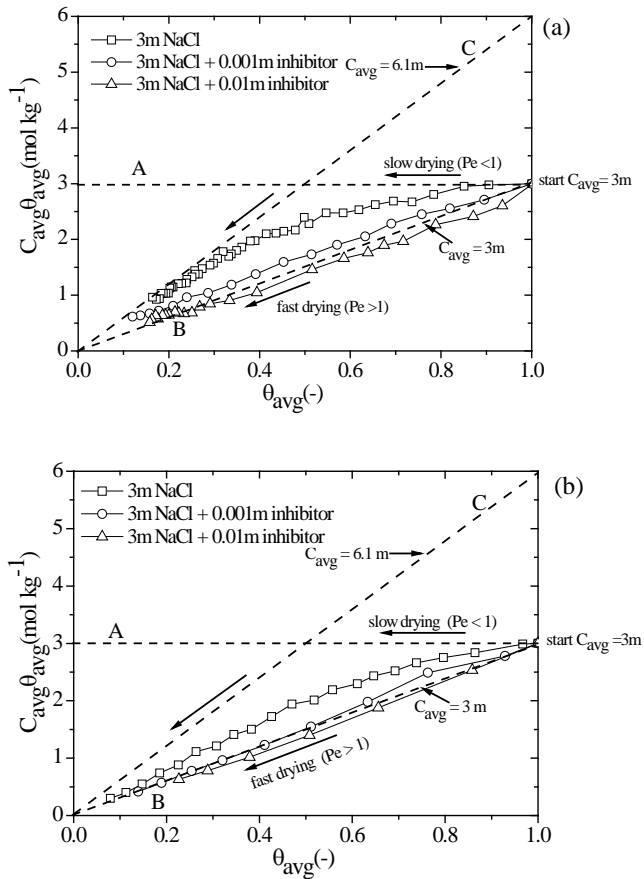 (a)
3m NaCl
3m NaCl + 0.001m inhibitor
3m NaCl + 0.01m inhibitor
C
C_avg = 6.1m
A
slow drying (Pe <1)
start C_avg = 3m
C_avg = 3m
fast drying (Pe >1)
B
C_avg θ_avg (mol kg^-1)
6
5
4
3
2
1
0
0.0 0.2 0.4 0.6 0.8 1.0
θ_avg (-)
(b)
3m NaCl
3m NaCl + 0.001m inhibitor
3m NaCl + 0.01m inhibitor
C
C_avg = 6.1 m
A
slow drying (Pe < 1)
start C_avg = 3m
C_avg = 3 m
fast drying (Pe > 1)
B
C_avg θ_avg (mol kg^-1)
6
5
4
3
2
1
0
0.0 0.2 0.4 0.6 0.8 1.0
θ_avg (-)